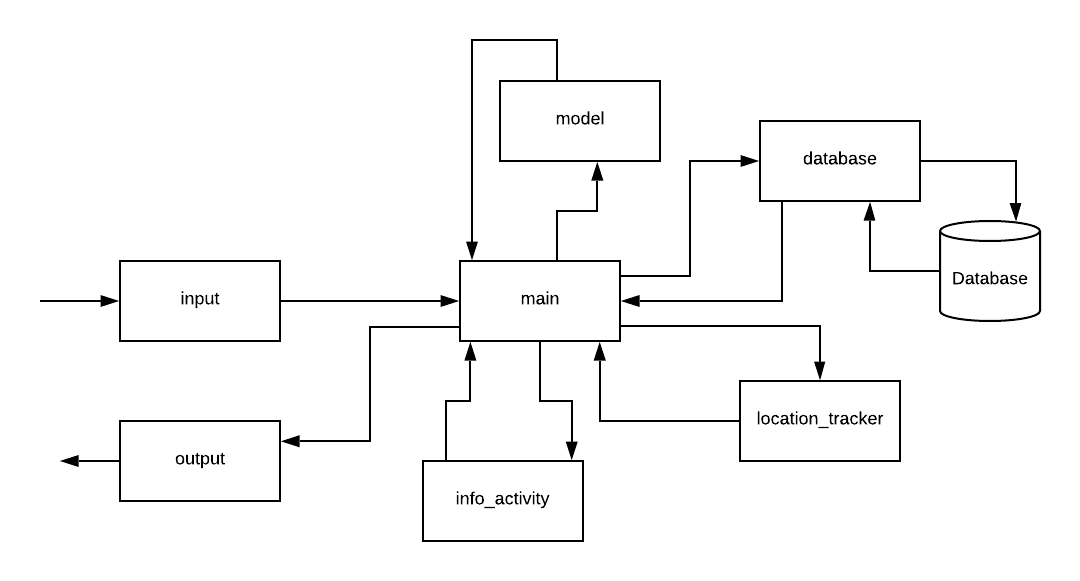 model
database
Database
input
main
location_tracker
output
info_activity